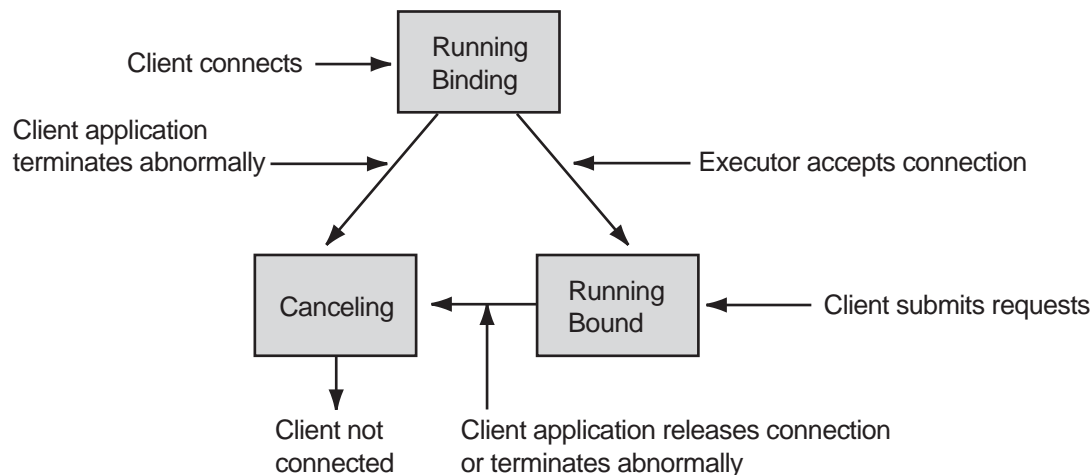 Running
Binding
Client connects
Client application
terminates abnormally
Executor accepts connection
Canceling
Running
Bound
Client submits requests
Client not
connected
Client application releases connection
or terminates abnormally